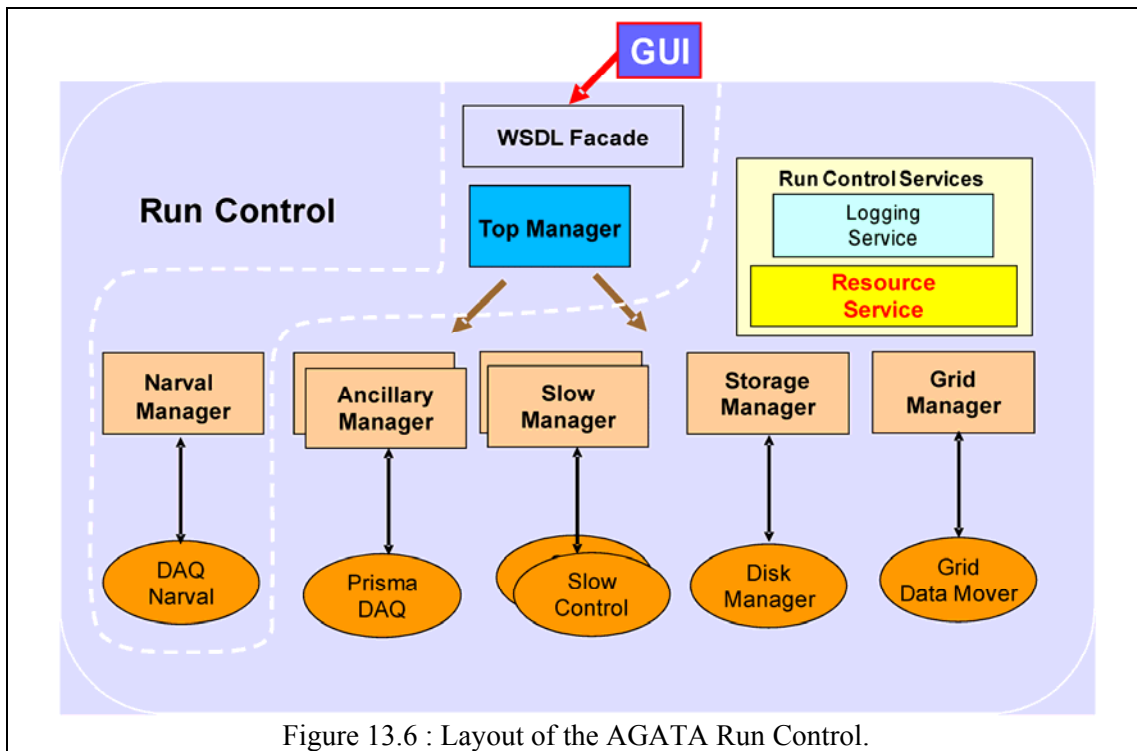 GUI
WSDL Facade
Run Control
Top Manager
Run Control Services
Logging
Service
Resource
Service
Narval
Manager
Ancillary
Manager
Slow
Manager
Storage
Manager
Grid
Manager
DAQ
Narval
Prisma
DAQ
Slow
Control
Disk
Manager
Grid
Data Mover
Figure 13.6 : Layout of the AGATA Run Control.